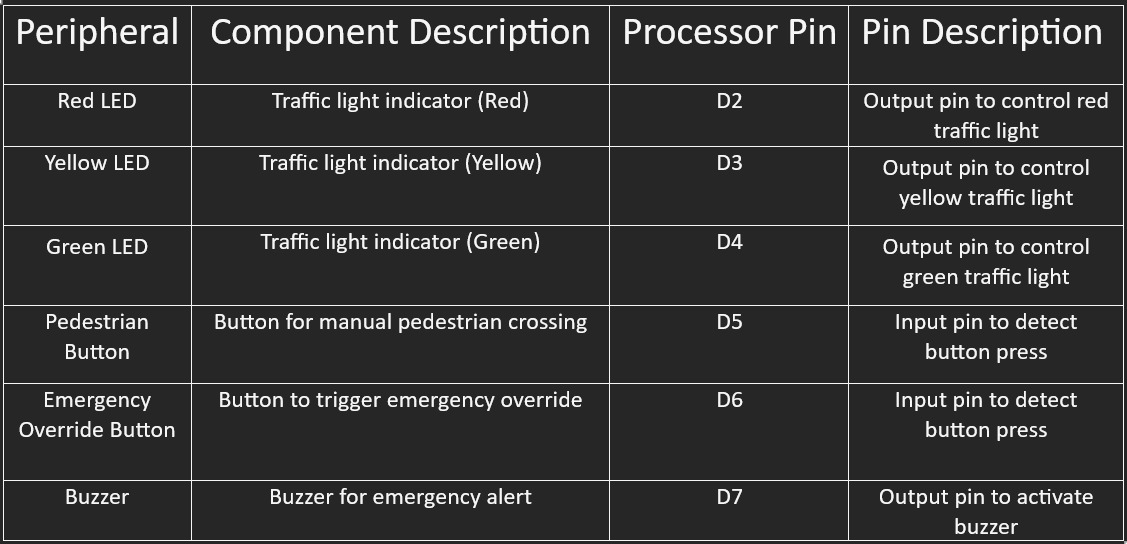 Peripheral
Component Description
Processor Pin
Pin Description
Red LED
Traffic light indicator (Red)
D2
Output pin to control red
traffic light
Yellow LED
Traffic light indicator (Yellow)
D3
Output pin to control
yellow traffic light
Green LED
Traffic light indicator (Green)
D4
Output pin to control
green traffic light
Pedestrian
Button
Button for manual pedestrian crossing
D5
Input pin to detect
button press
Emergency
Override Button
Button to trigger emergency override
D6
Input pin to detect
button press
Buzzer
Buzzer for emergency alert
D7
Output pin to activate
buzzer